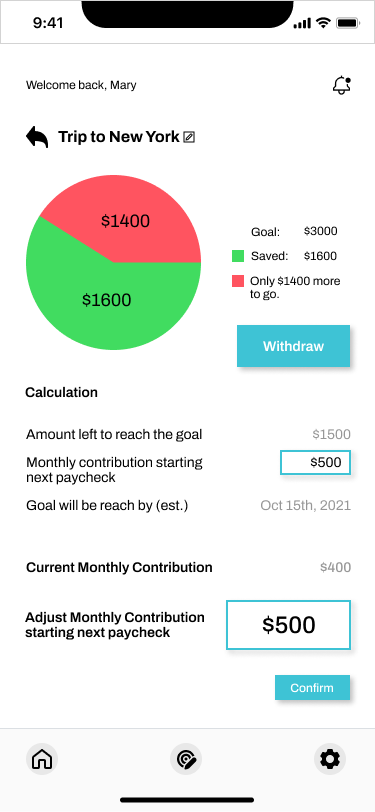 9:41
Welcome back, Mary
Trip to New York
$1400
$1600
Goal: $3000
Saved: $1600
Only $1400 more
to go.
Withdraw
Calculation
Amount left to reach the goal $1500
Monthly contribution starting
next paycheck
$500
Goal will be reach by (est.) Oct 15th, 2021
Current Monthly Contribution $400
Adjust Monthly Contribution
starting next paycheck
$500
Confirm